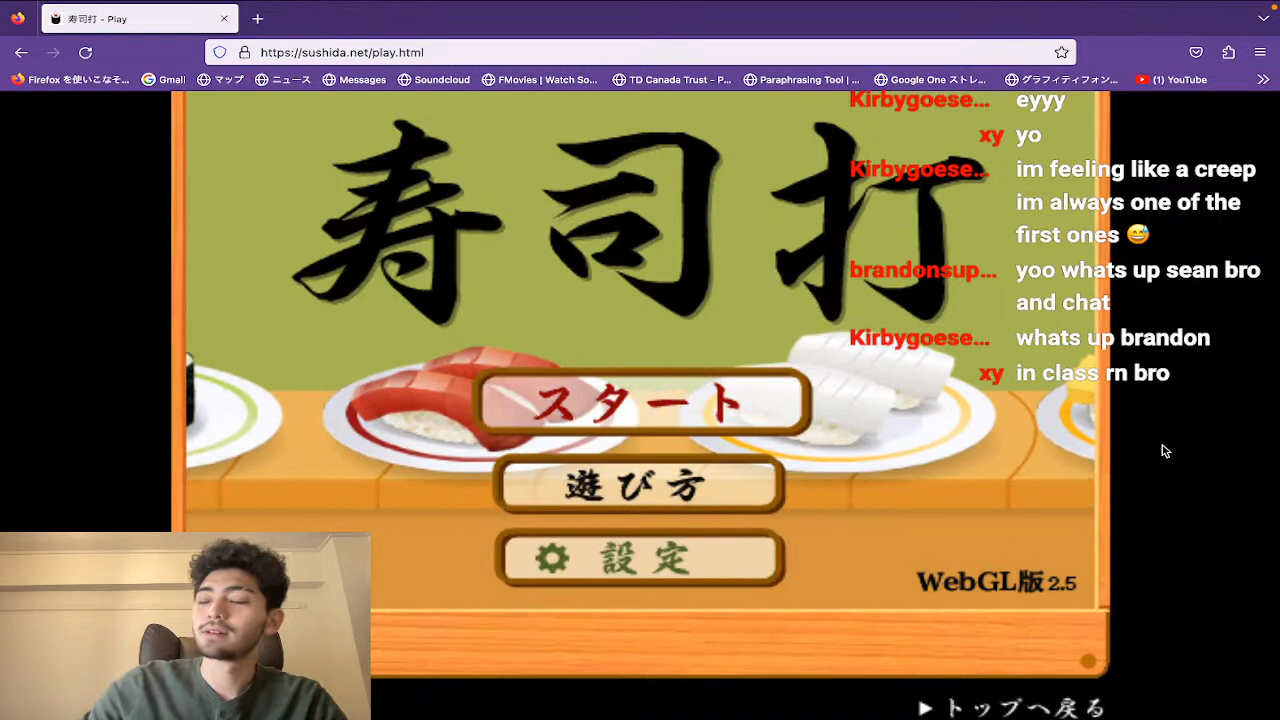 寿司打 - Play
https://sushida.net/play.html
Firefox を使いこなそ...
Gmail
マップ
ニュース
Messages
Soundcloud
FMovies | Watch So...
TD Canada Trust - P...
Paraphrasing Tool | ...
Google One ストレ...
グラフィティフォン...
(1) YouTube
Kirbygoese... eyyy
xy yo
Kirbygoese... im feeling like a creep
im always one of the
first ones 😅
brandonsup... yoo whats up sean bro
and chat
Kirbygoese... whats up brandon
xy in class rn bro
寿司打
スタート
遊び方
設定
WebGL版 2.5
▶トップへ戻る